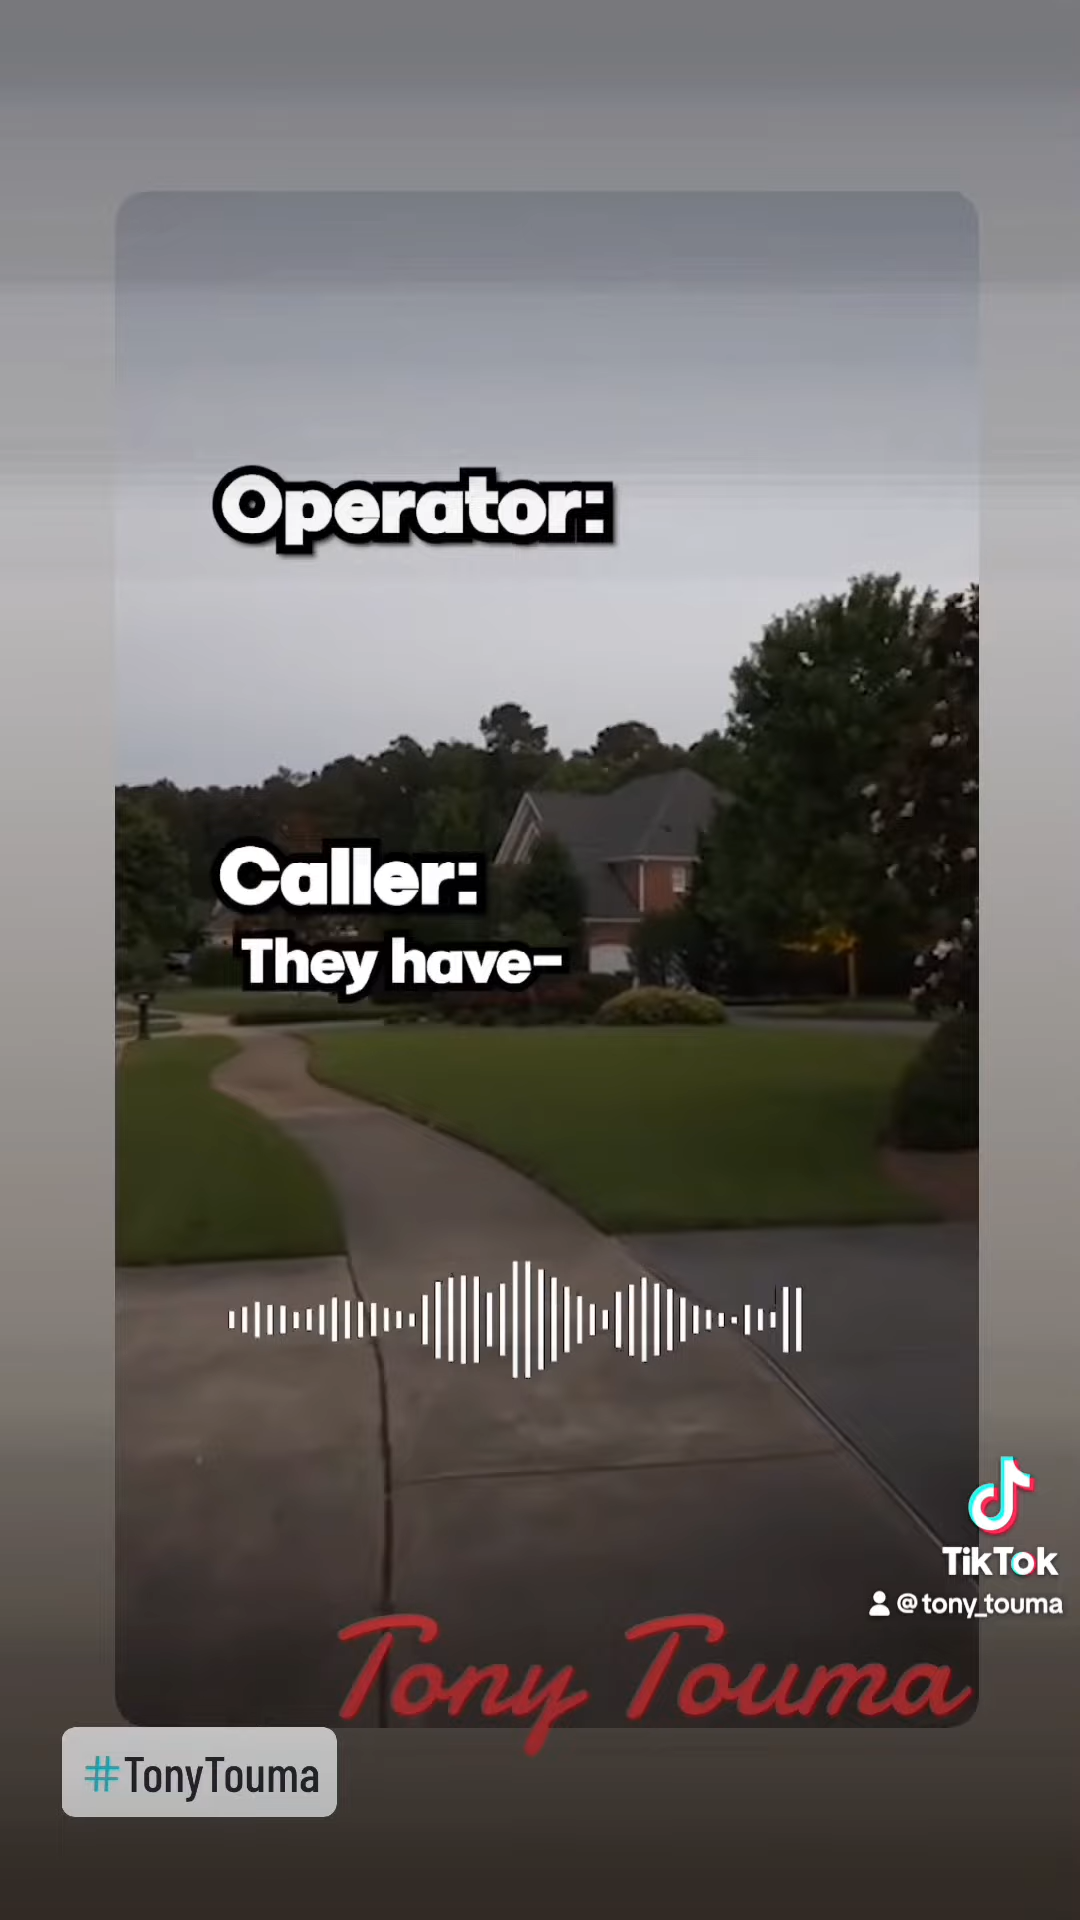 Operator:
Caller:
They have-
TikTok
@tony_touma
Tony Touma
#TonyTouma